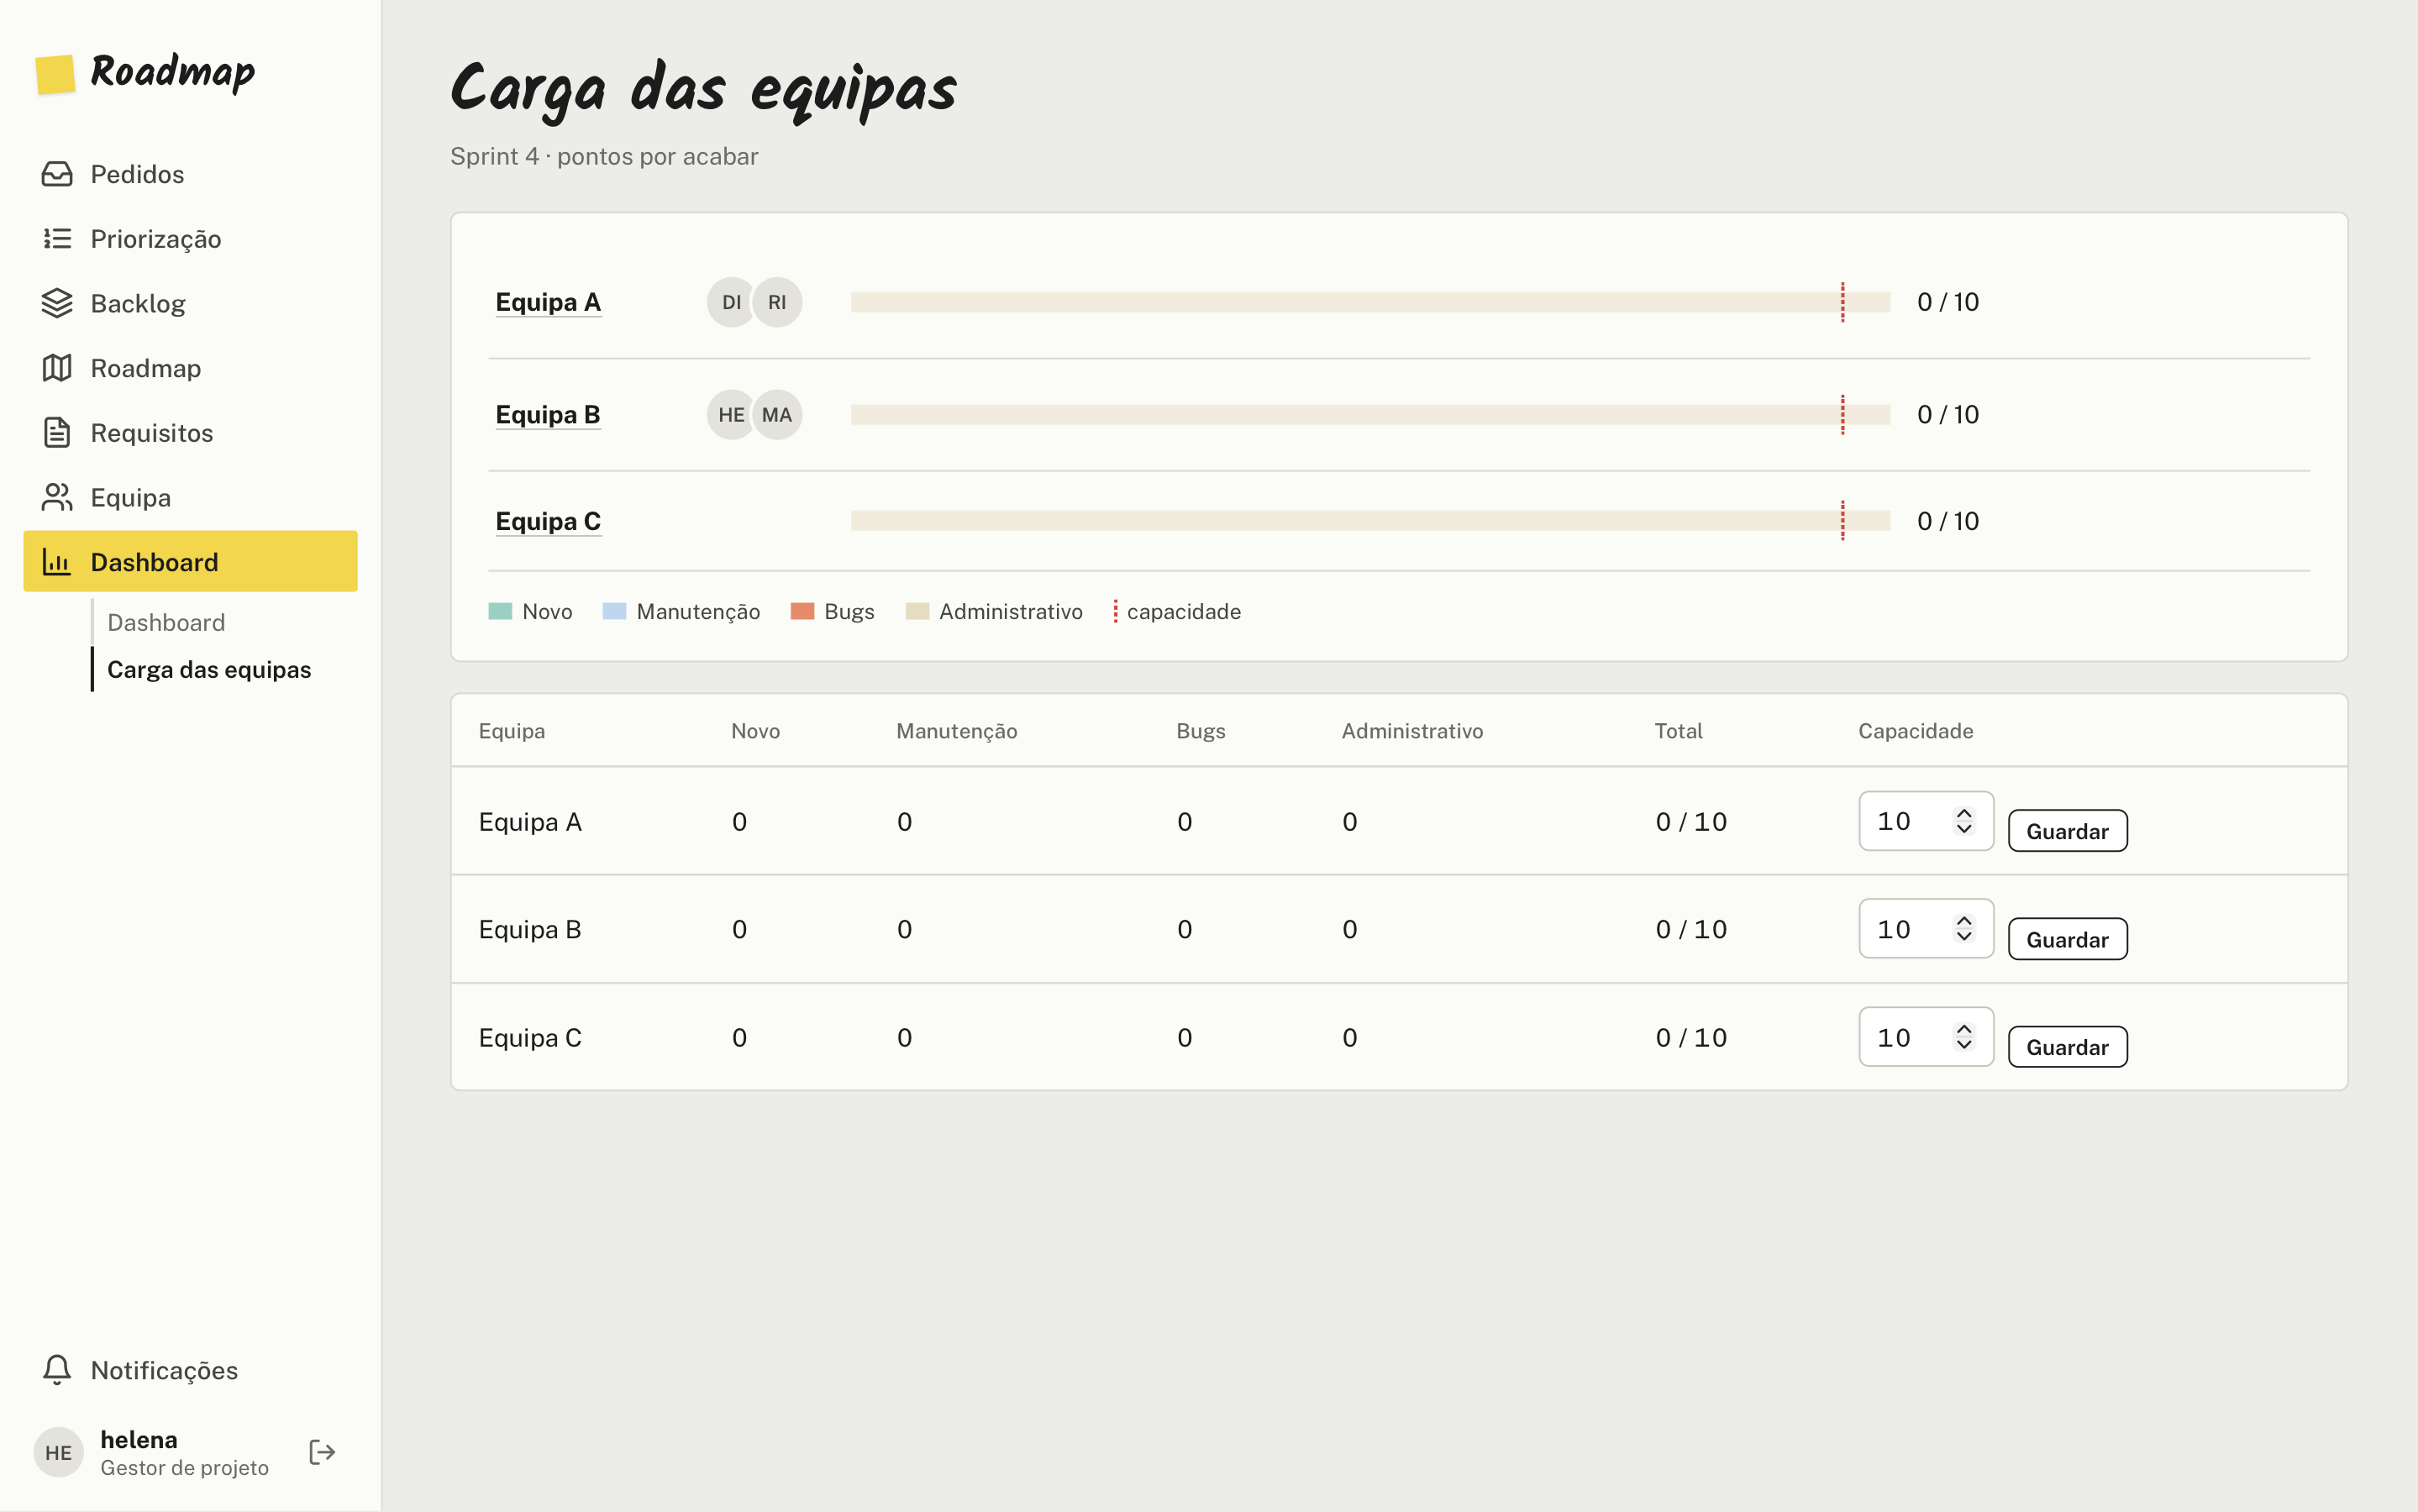 Roadmap
Pedidos
Priorização
Backlog
Roadmap
Requisitos
Equipa
Dashboard
Dashboard
Carga das equipas
Notificações
HE
helena
Gestor de projeto
Carga das equipas
Sprint 4 · pontos por acabar
Equipa A DI RI 0 / 10
Equipa B HE MA 0 / 10
Equipa C 0 / 10
Novo Manutenção Bugs Administrativo capacidade
Equipa Novo Manutenção Bugs Administrativo Total Capacidade
Equipa A 0 0 0 0 0 / 10 10 Guardar
Equipa B 0 0 0 0 0 / 10 10 Guardar
Equipa C 0 0 0 0 0 / 10 10 Guardar